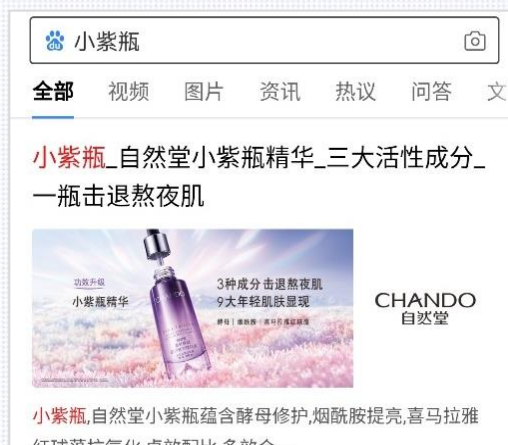 小紫瓶
全部 视频 图片 资讯 热议 问答 文
小紫瓶_自然堂小紫瓶精华_三大活性成分_
一瓶击退熬夜肌
功效升级
小紫瓶精华
3种成分击退熬夜肌
9大年轻肌肤显现
CHANDO
自然堂
小紫瓶,自然堂小紫瓶蕴含酵母修护,烟酰胺提亮,喜马拉雅